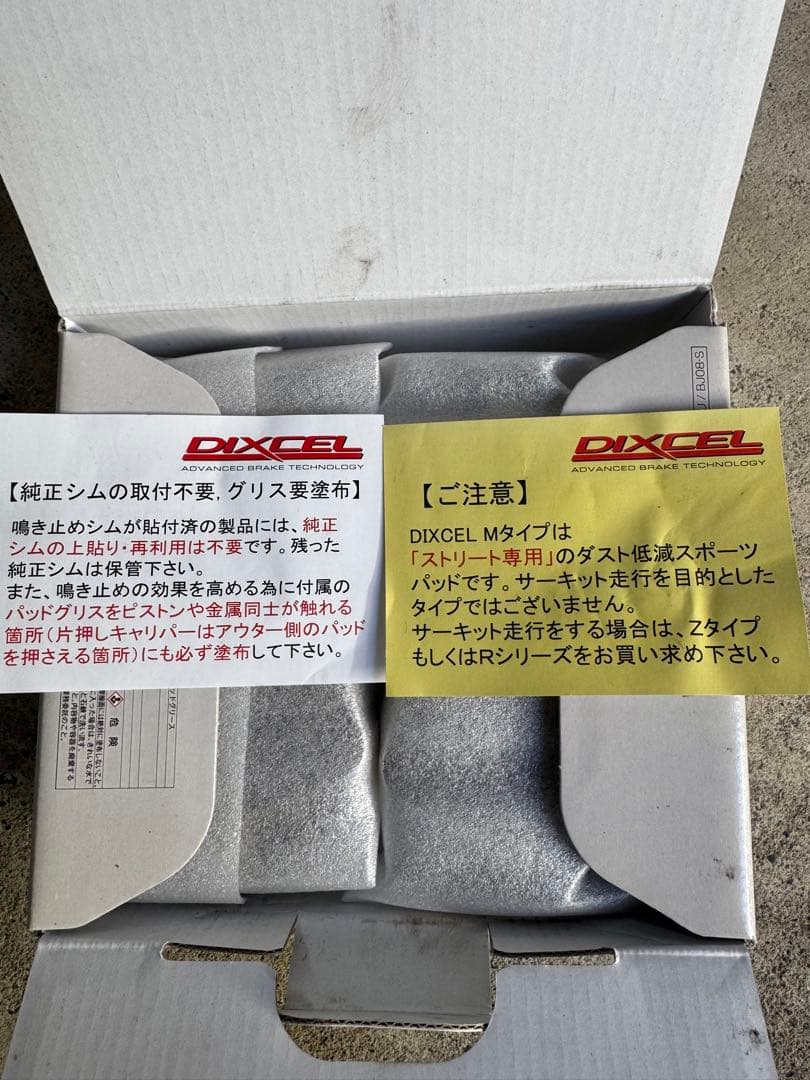 U / BJ08-S
DIXCEL
ADVANCED BRAKE TECHNOLOGY
【純正シムの取付不要,グリス要塗布】
鳴き止めシムが貼付済の製品には、純正
シムの上貼り・再利用は不要です。残った
純正シムは保管下さい。
また、鳴き止めの効果を高める為に付属の
パッドグリスをピストンや金属同士が触れる
箇所(片押しキャリパーはアウター側のパッド
を押さえる箇所)にも必ず塗布して下さい。
DIXCEL
ADVANCED BRAKE TECHNOLOGY
【ご注意】
DIXCEL Mタイプは
「ストリート専用」のダスト低減スポーツ
パッドです。サーキット走行を目的とした
タイプではございません。
サーキット走行をする場合は、Zタイプ
もしくはRシリーズをお買い求め下さい。
ッドグリース
危険